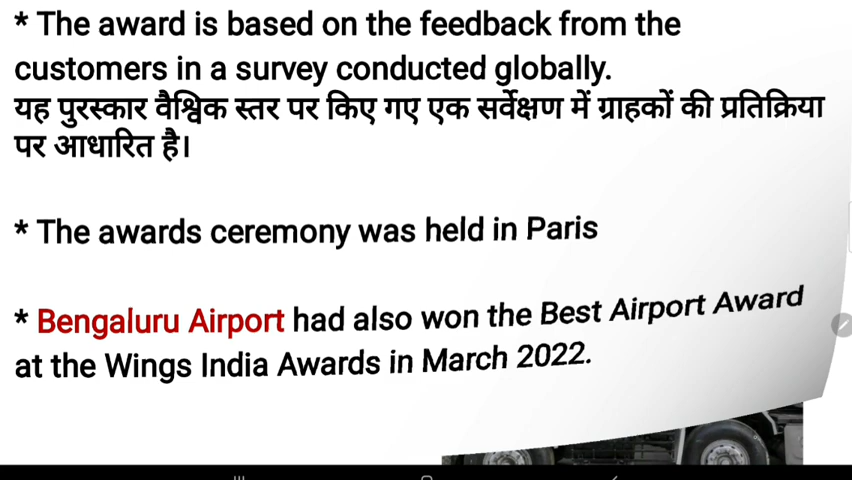 * The award is based on the feedback from the
customers in a survey conducted globally.
यह पुरस्कार वैश्विक स्तर पर किए गए एक सर्वेक्षण में ग्राहकों की प्रतिक्रिया
पर आधारित है।
* The awards ceremony was held in Paris
* Bengaluru Airport had also won the Best Airport Award
at the Wings India Awards in March 2022.